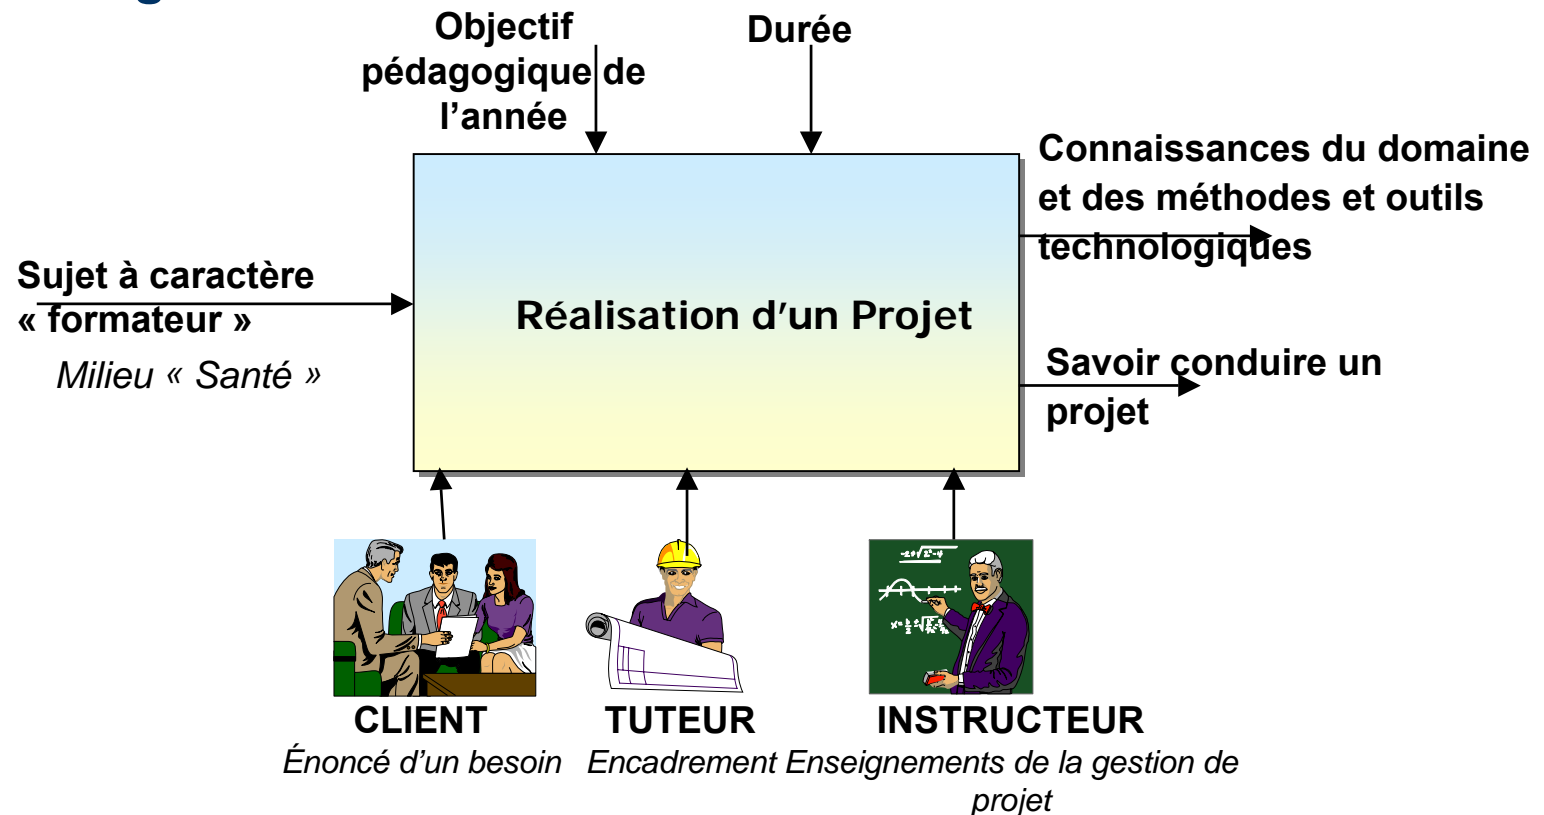 Objectif
pédagogique de
l’année
Durée
Connaissances du domaine
et des méthodes et outils
technologiques
Sujet à caractère
« formateur »
Milieu « Santé »
Réalisation d’un Projet
Savoir conduire un
projet
CLIENT
Énoncé d’un besoin
TUTEUR
Encadrement
INSTRUCTEUR
Enseignements de la gestion de
projet